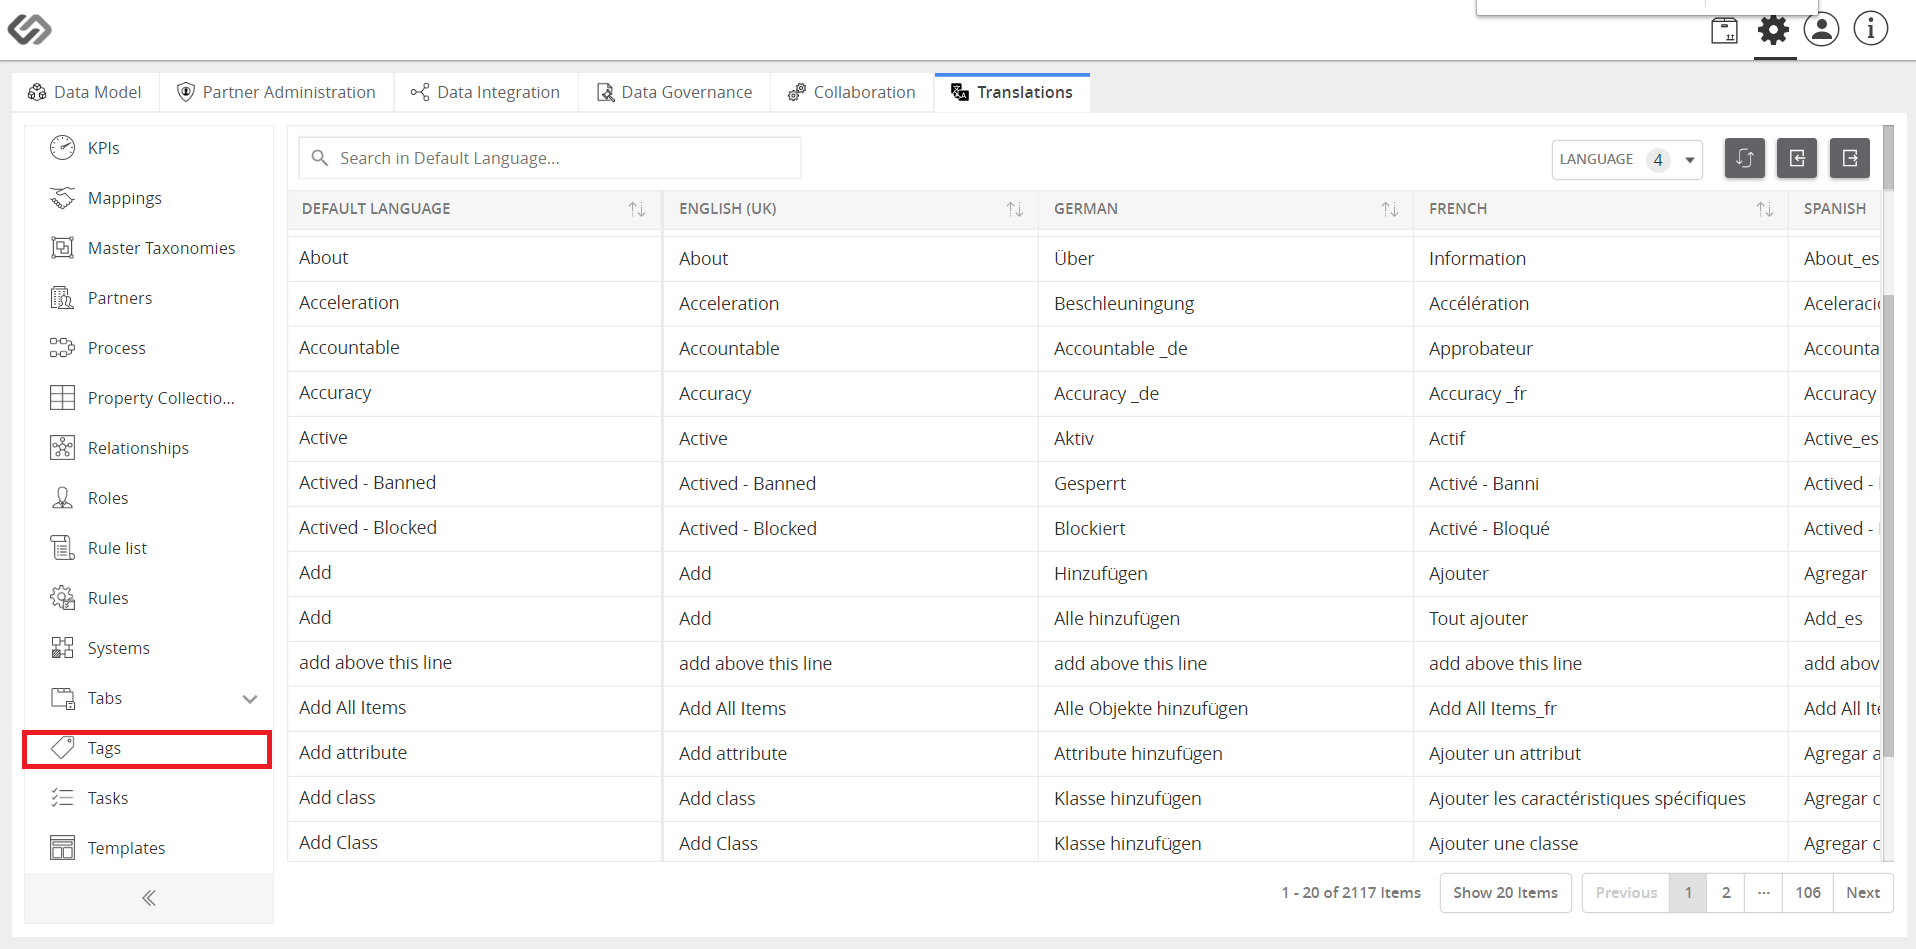 Data Model Partner Administration Data Integration Data Governance Collaboration Translations
KPIs
Mappings
Master Taxonomies
Partners
Process
Property Collectio...
Relationships
Roles
Rule list
Rules
Systems
Tabs
Tags
Tasks
Templates
Search in Default Language... LANGUAGE 4
DEFAULT LANGUAGE ENGLISH (UK) GERMAN FRENCH SPANISH
About About Über Information About_es
Acceleration Acceleration Beschleuningung Accélération Aceleraci
Accountable Accountable Accountable _de Approbateur Accounta
Accuracy Accuracy Accuracy _de Accuracy _fr Accuracy
Active Active Aktiv Actif Active_es
Actived - Banned Actived - Banned Gesperrt Activé - Banni Actived -
Actived - Blocked Actived - Blocked Blockiert Activé - Bloqué Actived -
Add Add Hinzufügen Ajouter Agregar
Add Add Alle hinzufügen Tout ajouter Add_es
add above this line add above this line add above this line add above this line add abov
Add All Items Add All Items Alle Objekte hinzufügen Add All Items_fr Add All Ite
Add attribute Add attribute Attribute hinzufügen Ajouter un attribut Agregar a
Add class Add class Klasse hinzufügen Ajouter les caractéristiques spécifiques Agregar c
Add Class Add Class Klasse hinzufügen Ajouter une classe Agregar c
1 - 20 of 2117 Items Show 20 Items Previous 1 2 ... 106 Next